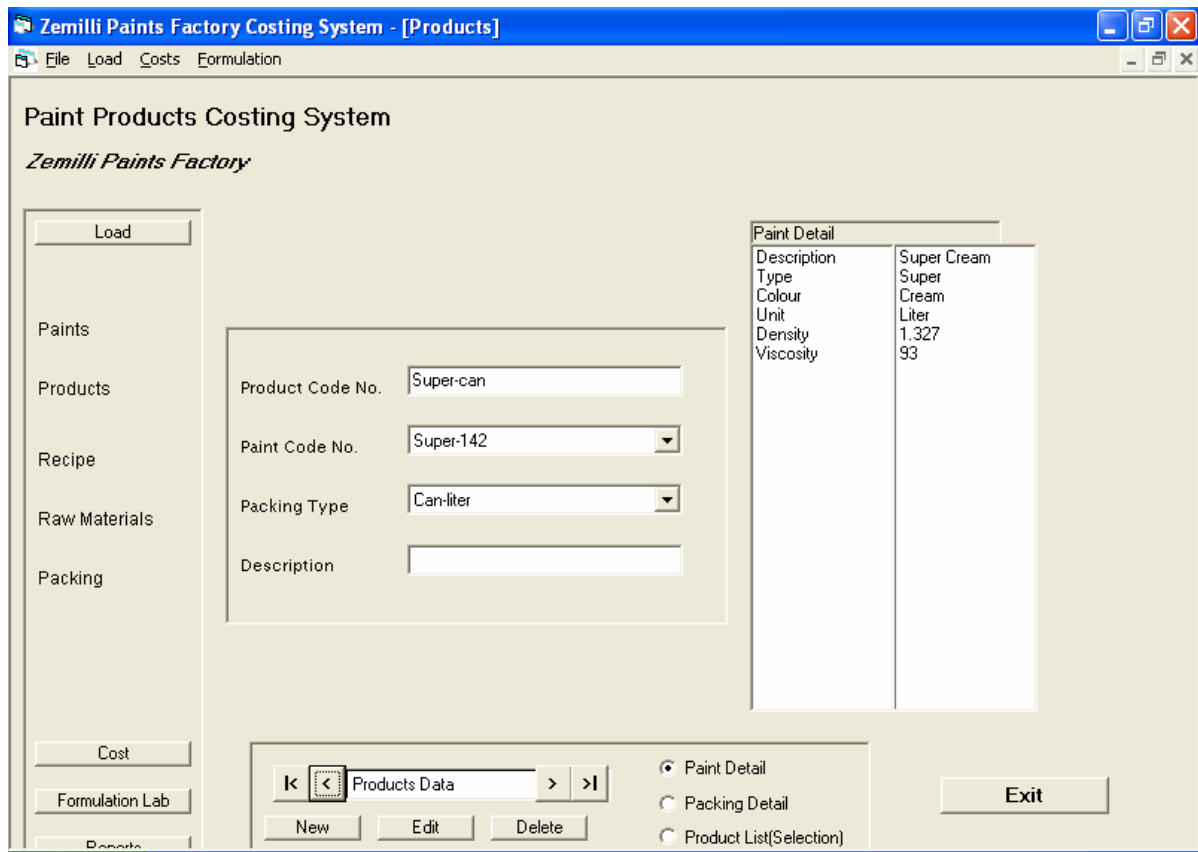 Zemilli Paints Factory Costing System - [Products]
File Load Costs Formulation
Paint Products Costing System
Zemilli Paints Factory
Load
Paints
Products
Recipe
Raw Materials
Packing
Cost
Formulation Lab
Reports
Product Code No. Super-can
Paint Code No. Super-142
Packing Type Can-liter
Description
Paint Detail
Description Super Cream
Type Super
Colour Cream
Unit Liter
Density 1.327
Viscosity 93
|< < Products Data > >|
New Edit Delete
Paint Detail
Packing Detail
Product List(Selection)
Exit